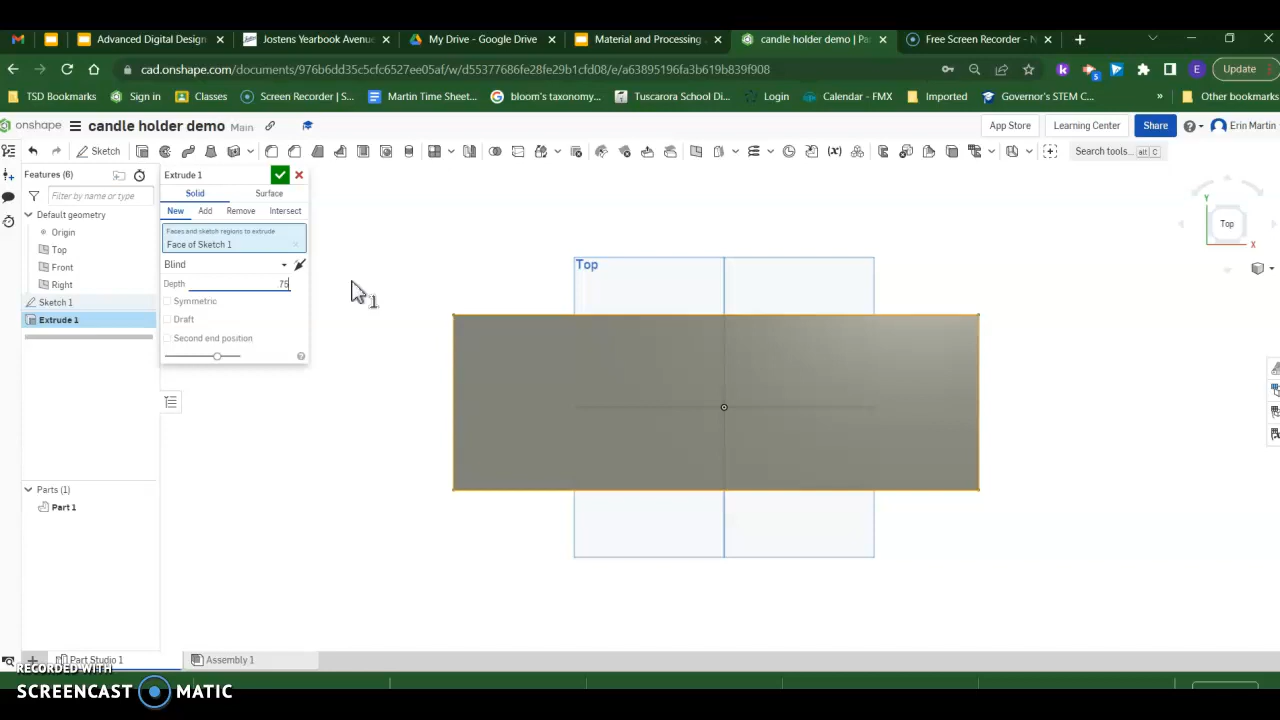 Advanced Digital Design
Jostens Yearbook Avenue
My Drive - Google Drive
Material and Processing
candle holder demo | Pa
Free Screen Recorder - N
cad.onshape.com/documents/976b6dd35c5cfc6527ee05af/w/d55377686fe28fe29b1cfd08/e/a63895196fa3b619b839f908
5
E
Update
TSD Bookmarks
Sign in
Classes
Screen Recorder | S...
Martin Time Sheet...
bloom's taxonomy...
Tuscarora School Di...
Login
Calendar - FMX
Imported
Governor's STEM C...
»
Other bookmarks
onshape
candle holder demo
Main
App Store
Learning Center
Share
Erin Martin
Sketch
Search tools...
alt C
Features (6)
Filter by name or type
Default geometry
Origin
Top
Front
Right
Sketch 1
Extrude 1
Parts (1)
Part 1
Extrude 1
Solid
Surface
New
Add
Remove
Intersect
Faces and sketch regions to extrude
Face of Sketch 1
Blind
Depth
.75
Symmetric
Draft
Second end position
Top
Y
Top
X
Part Studio 1
Assembly 1
RECORDED WITH
SCREENCAST MATIC